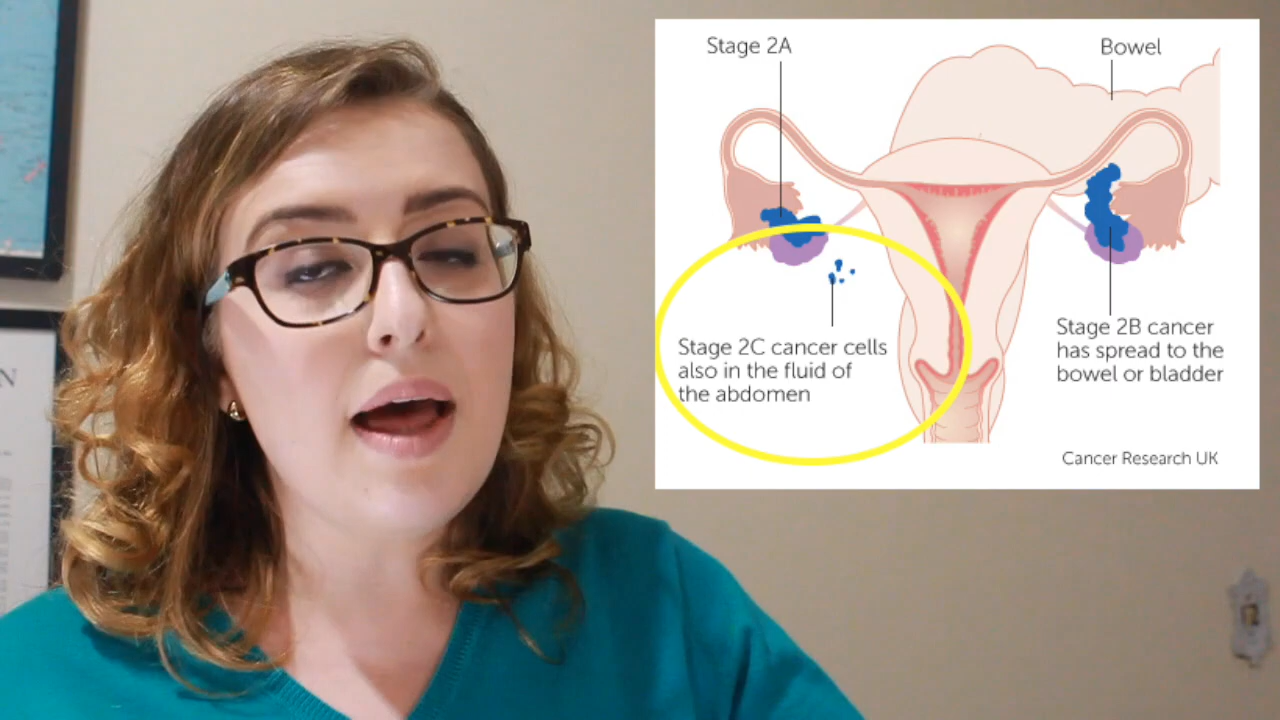 Stage 2A
Bowel
Stage 2C cancer cells
also in the fluid of
the abdomen
Stage 2B cancer
has spread to the
bowel or bladder
Cancer Research UK
N